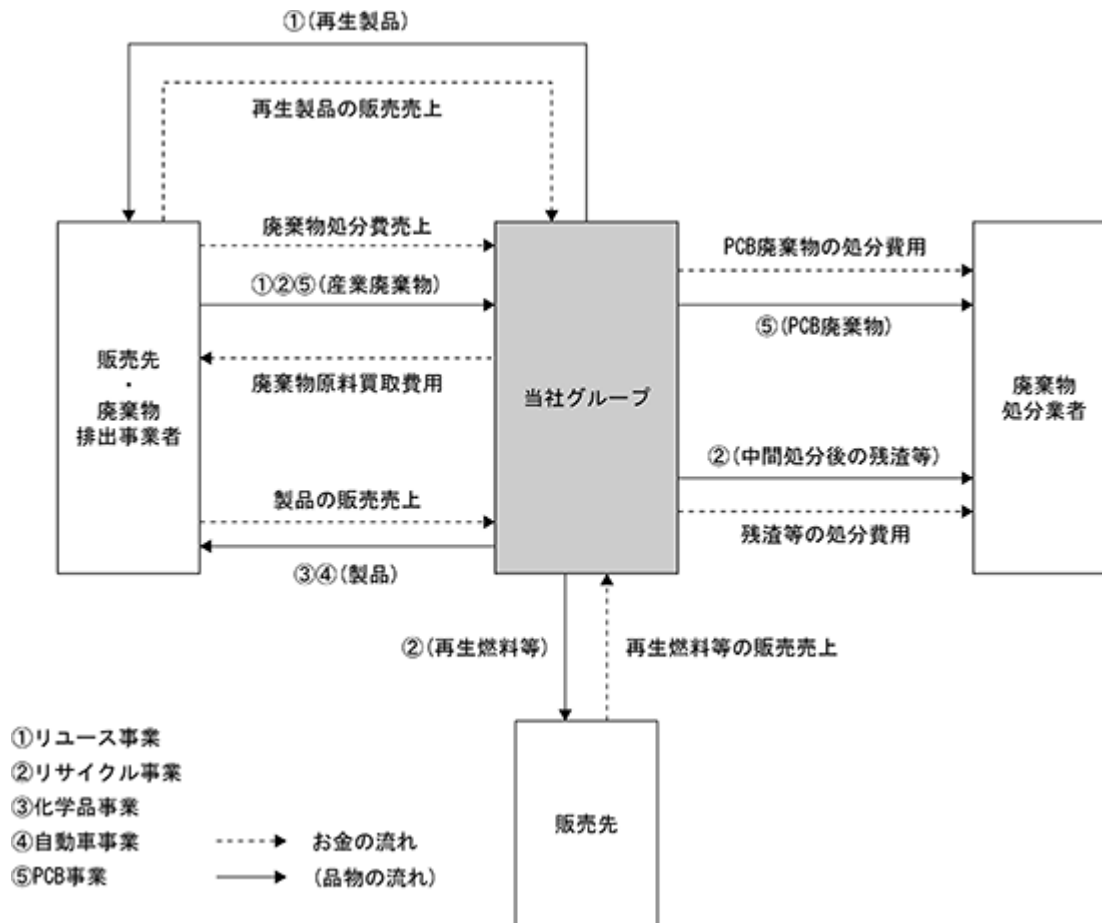 ①(再生製品)
再生製品の販売売上
廃棄物処分費売上
①②⑤(産業廃棄物)
廃棄物原料買取費用
製品の販売売上
③④(製品)
販売先
・
廃棄物
排出事業者
当社グループ
PCB廃棄物の処分費用
⑤(PCB廃棄物)
②(中間処分後の残渣等)
残渣等の処分費用
廃棄物
処分業者
②(再生燃料等)
再生燃料等の販売売上
販売先
①リユース事業
②リサイクル事業
③化学品事業
④自動車事業
⑤PCB事業
お金の流れ
(品物の流れ)